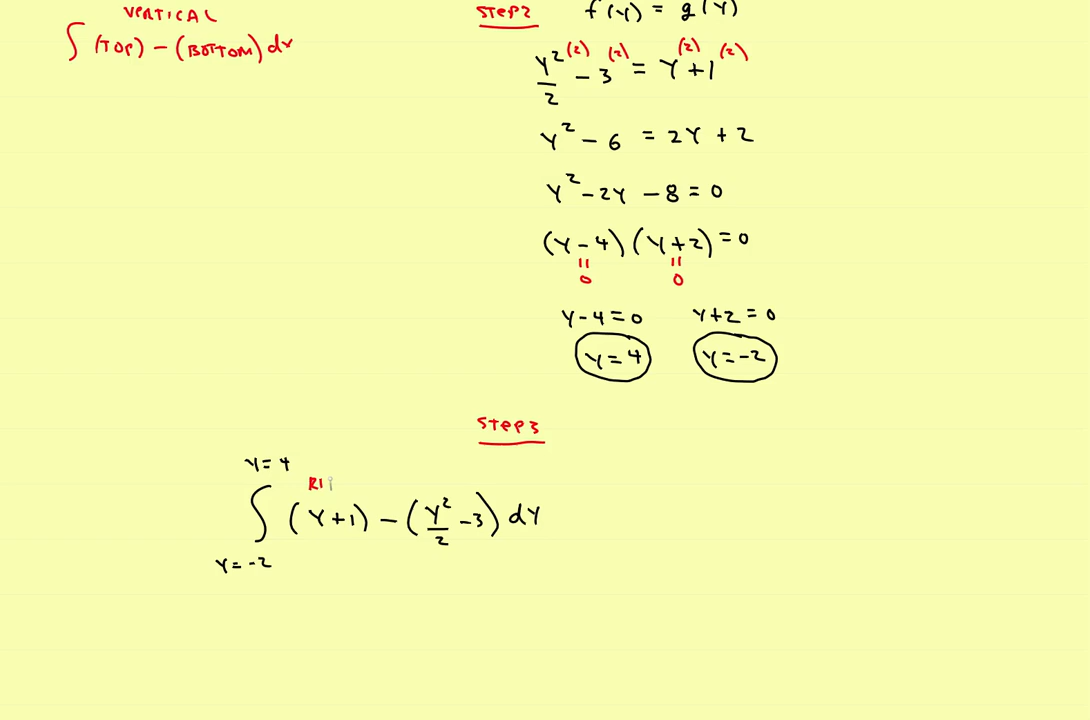 VERTICAL
∫ (TOP) − (BOTTOM) dx
STEP 2
f(y) = g(y)
y²/2 (2) − 3 (2) = y (2) + 1 (2)
y² − 6 = 2y + 2
y² − 2y − 8 = 0
(y − 4)(y + 2) = 0
= =
0 0
y − 4 = 0 y + 2 = 0
y = 4 y = −2
STEP 3
y = 4
RI
∫ (y + 1) − (y²/2 − 3) dy
y = −2